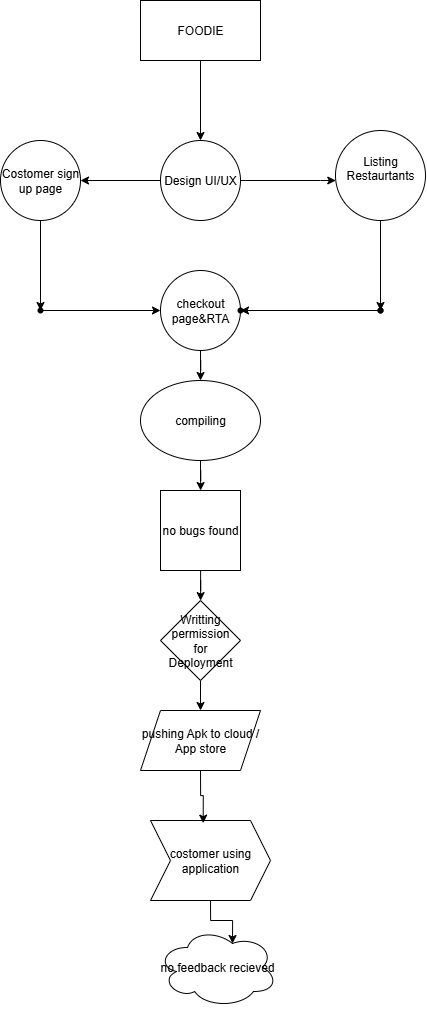 FOODIE
Costomer sign
up page
Design UI/UX
Listing
Restaurtants
checkout
page&RTA
compiling
no bugs found
Writting
permission
for
Deployment
pushing Apk to cloud /
App store
costomer using
application
no feedback recieved